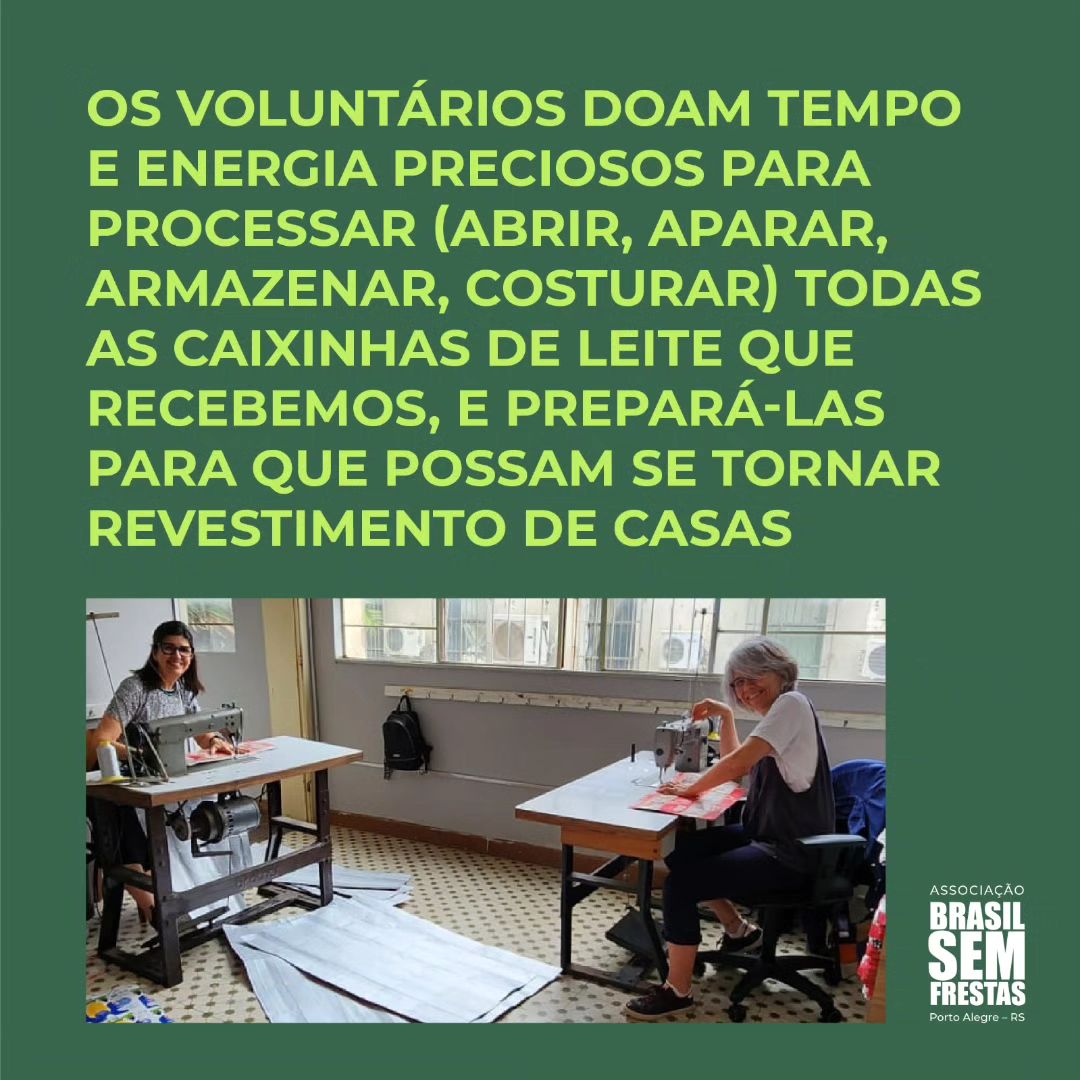 OS VOLUNTÁRIOS DOAM TEMPO
E ENERGIA PRECIOSOS PARA
PROCESSAR (ABRIR, APARAR,
ARMAZENAR, COSTURAR) TODAS
AS CAIXINHAS DE LEITE QUE
RECEBEMOS, E PREPARÁ-LAS
PARA QUE POSSAM SE TORNAR
REVESTIMENTO DE CASAS
ASSOCIAÇÃO
BRASIL
SEM
FRESTAS
Porto Alegre – RS